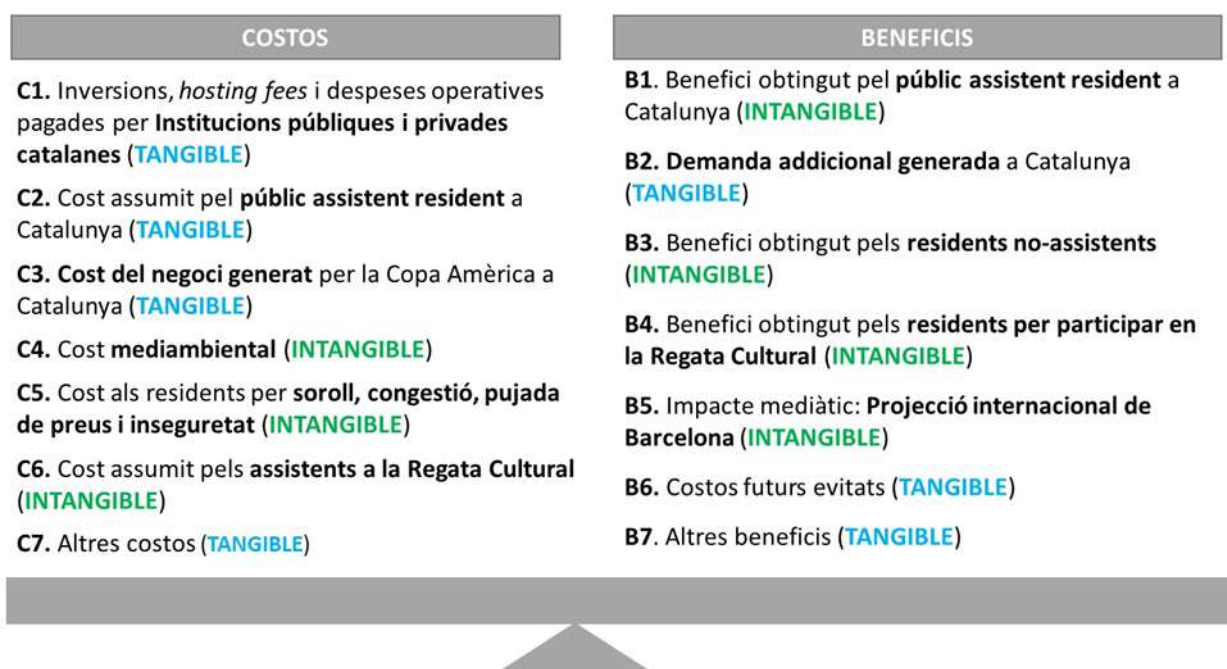 COSTOS
C1. Inversions, hosting fees i despeses operatives
pagades per Institucions públiques i privades
catalanes (TANGIBLE)
C2. Cost assumit pel públic assistent resident a
Catalunya (TANGIBLE)
C3. Cost del negoci generat per la Copa Amèrica a
Catalunya (TANGIBLE)
C4. Cost mediambiental (INTANGIBLE)
C5. Cost als residents per soroll, congestió, pujada
de preus i inseguretat (INTANGIBLE)
C6. Cost assumit pels assistents a la Regata Cultural
(INTANGIBLE)
C7. Altres costos (TANGIBLE)
BENEFICIS
B1. Benefici obtingut pel públic assistent resident a
Catalunya (INTANGIBLE)
B2. Demanda addicional generada a Catalunya
(TANGIBLE)
B3. Benefici obtingut pels residents no-assistents
(INTANGIBLE)
B4. Benefici obtingut pels residents per participar en
la Regata Cultural (INTANGIBLE)
B5. Impacte mediàtic: Projecció internacional de
Barcelona (INTANGIBLE)
B6. Costos futurs evitats (TANGIBLE)
B7. Altres beneficis (TANGIBLE)